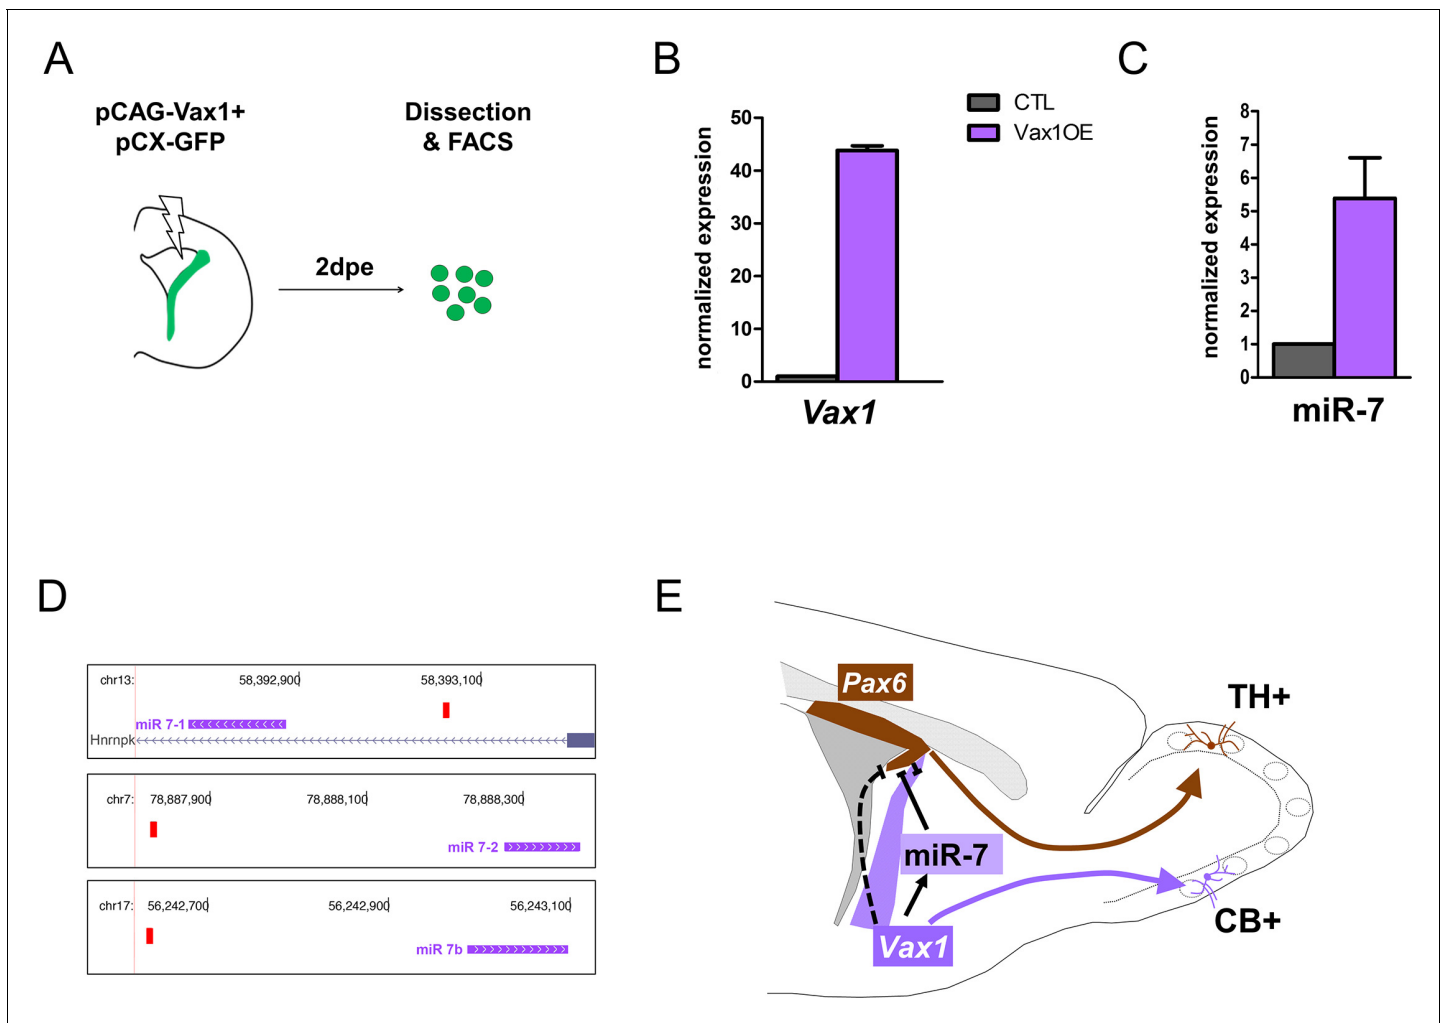 A
pCAG-Vax1+
pCX-GFP
2dpe
Dissection
& FACS
B
normalized expression
50
40
30
20
10
0
Vax1
CTL
Vax1OE
C
normalized expression
8
7
6
5
4
3
2
1
0
miR-7
D
chr13: 58,392,900 58,393,100
miR 7-1
Hnrnpk
chr7: 78,887,900 78,888,100 78,888,300
miR 7-2
chr17: 56,242,700 56,242,900 56,243,100
miR 7b
E
Pax6
TH+
miR-7
CB+
Vax1